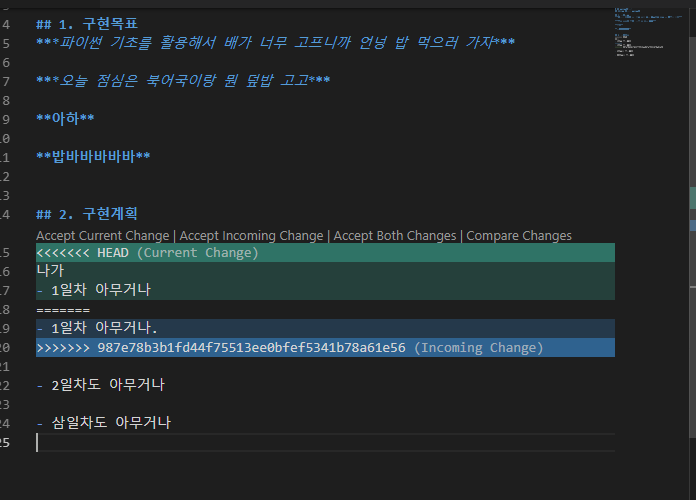 4 ## 1. 구현목표
5 ***파이썬 기초를 활용해서 배가 너무 고프니까 언넝 밥 먹으러 가자***
6
7 ***오늘 점심은 북어국이랑 뭔 덮밥 고고***
8
9 **아하**
10
11 **밥바바바바바**
12
13
14 ## 2. 구현계획
Accept Current Change | Accept Incoming Change | Accept Both Changes | Compare Changes
15 <<<<<<< HEAD (Current Change)
16 나가
17 - 1일차 아무거나
18 =======
19 - 1일차 아무거나.
20 >>>>>>> 987e78b3b1fd44f75513ee0bfef5341b78a61e56 (Incoming Change)
21
22 - 2일차도 아무거나
23
24 - 삼일차도 아무거나
25